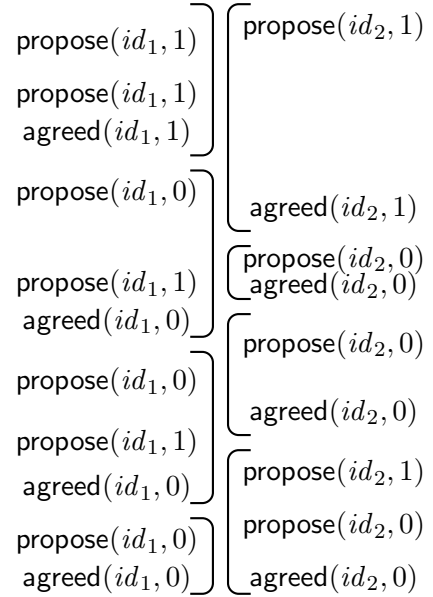 propose(id₁, 1)
propose(id₁, 1)
agreed(id₁, 1)
propose(id₁, 0)
propose(id₁, 1)
agreed(id₁, 0)
propose(id₁, 0)
propose(id₁, 1)
agreed(id₁, 0)
propose(id₁, 0)
agreed(id₁, 0)
propose(id₂, 1)
agreed(id₂, 1)
propose(id₂, 0)
agreed(id₂, 0)
propose(id₂, 0)
agreed(id₂, 0)
propose(id₂, 1)
propose(id₂, 0)
agreed(id₂, 0)